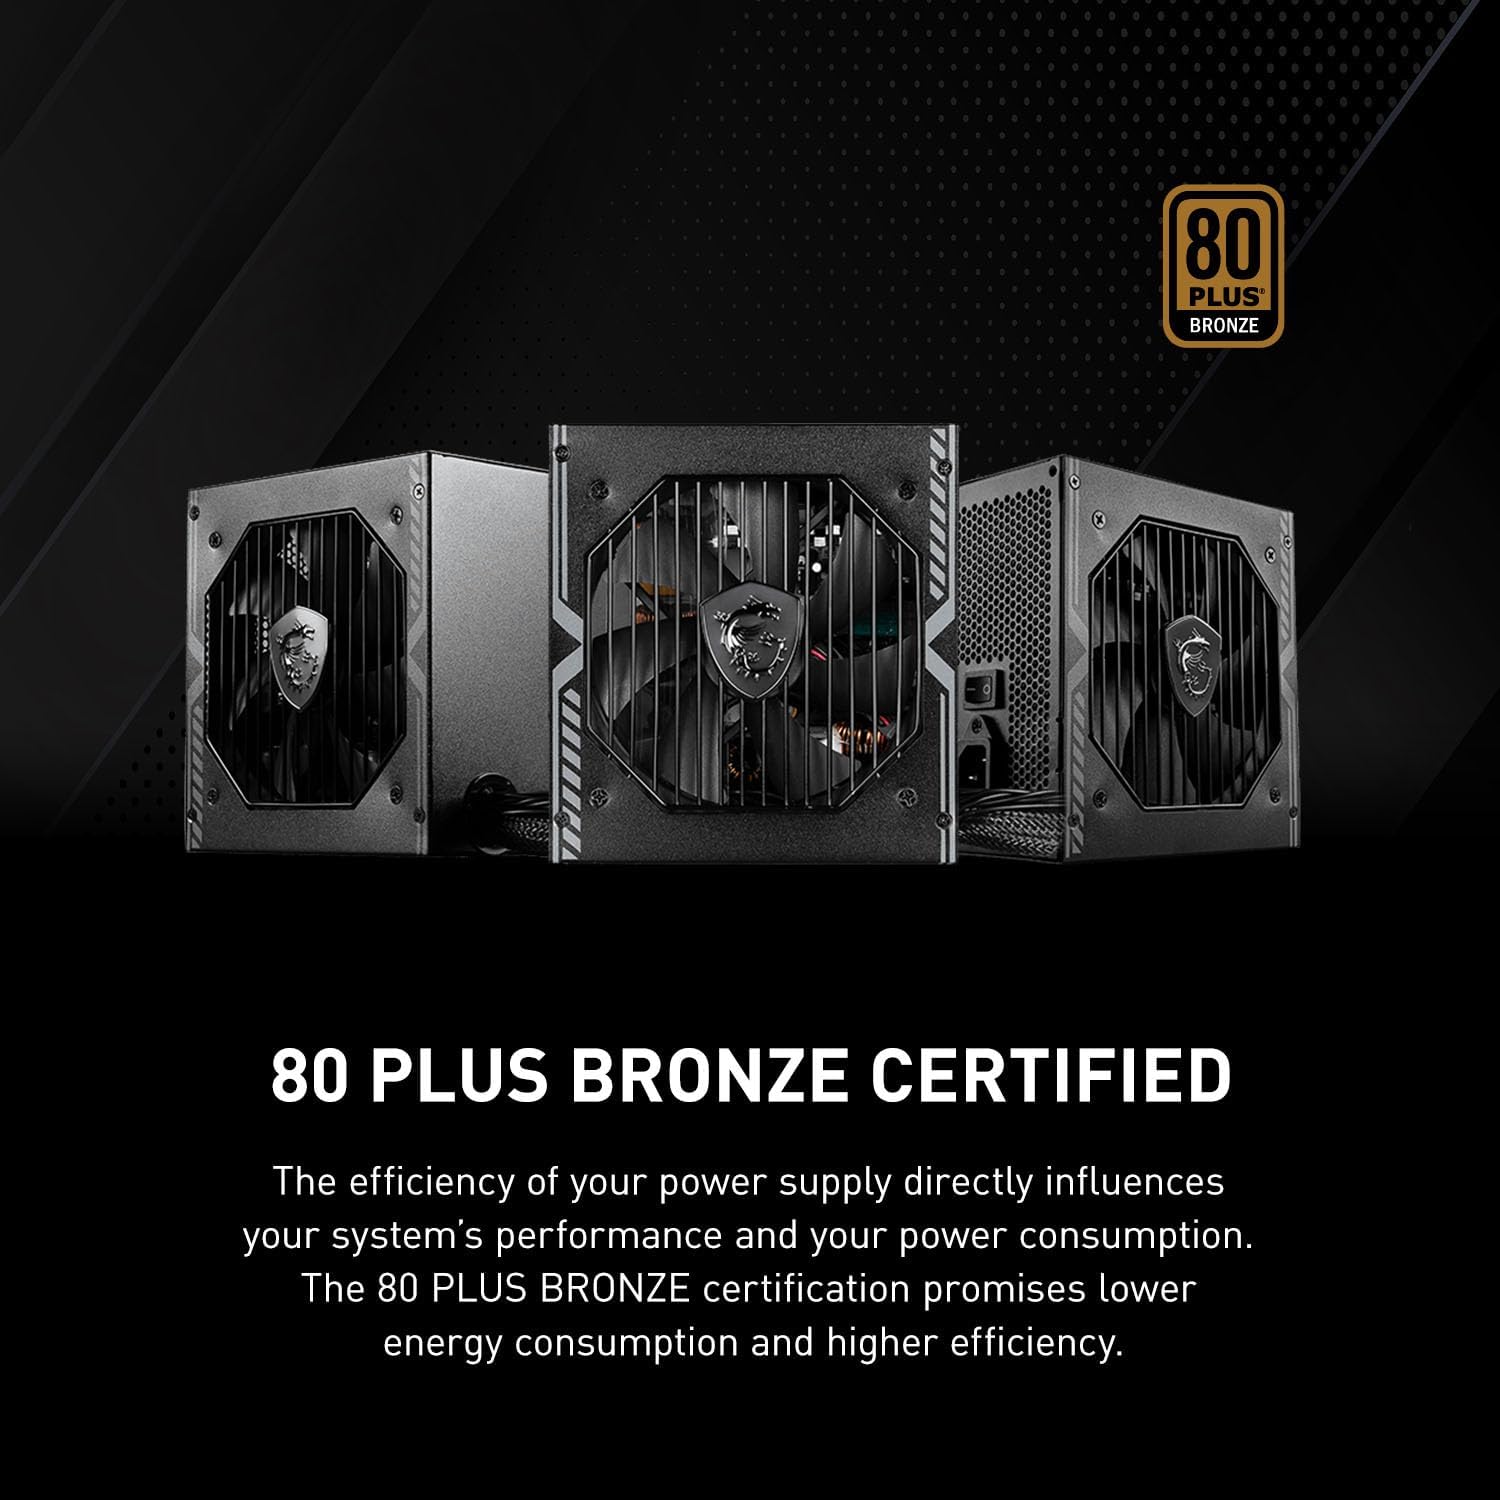 80
PLUS®
BRONZE
80 PLUS BRONZE CERTIFIED
The efficiency of your power supply directly influences
your system’s performance and your power consumption.
The 80 PLUS BRONZE certification promises lower
energy consumption and higher efficiency.